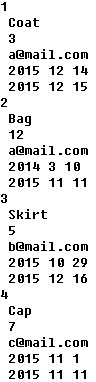 1
Coat
3
a@mail.com
2015 12 14
2015 12 15
2
Bag
12
a@mail.com
2014 3 10
2015 11 11
3
Skirt
5
b@mail.com
2015 10 29
2015 12 16
4
Cap
7
c@mail.com
2015 11 1
2015 11 11